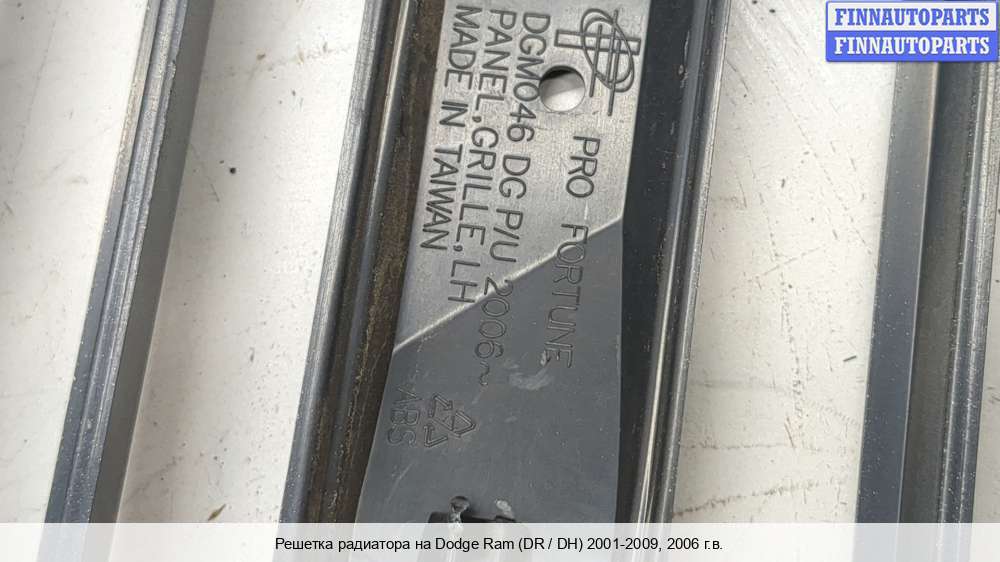 FINNAUTOPARTS
FINNAUTOPARTS
PRO FORTUNE
DGM046 DG P/U 2006~
PANEL,GRILLE,LH
MADE IN TAIWAN
ABS
Решетка радиатора на Dodge Ram (DR / DH) 2001-2009, 2006 г.в.